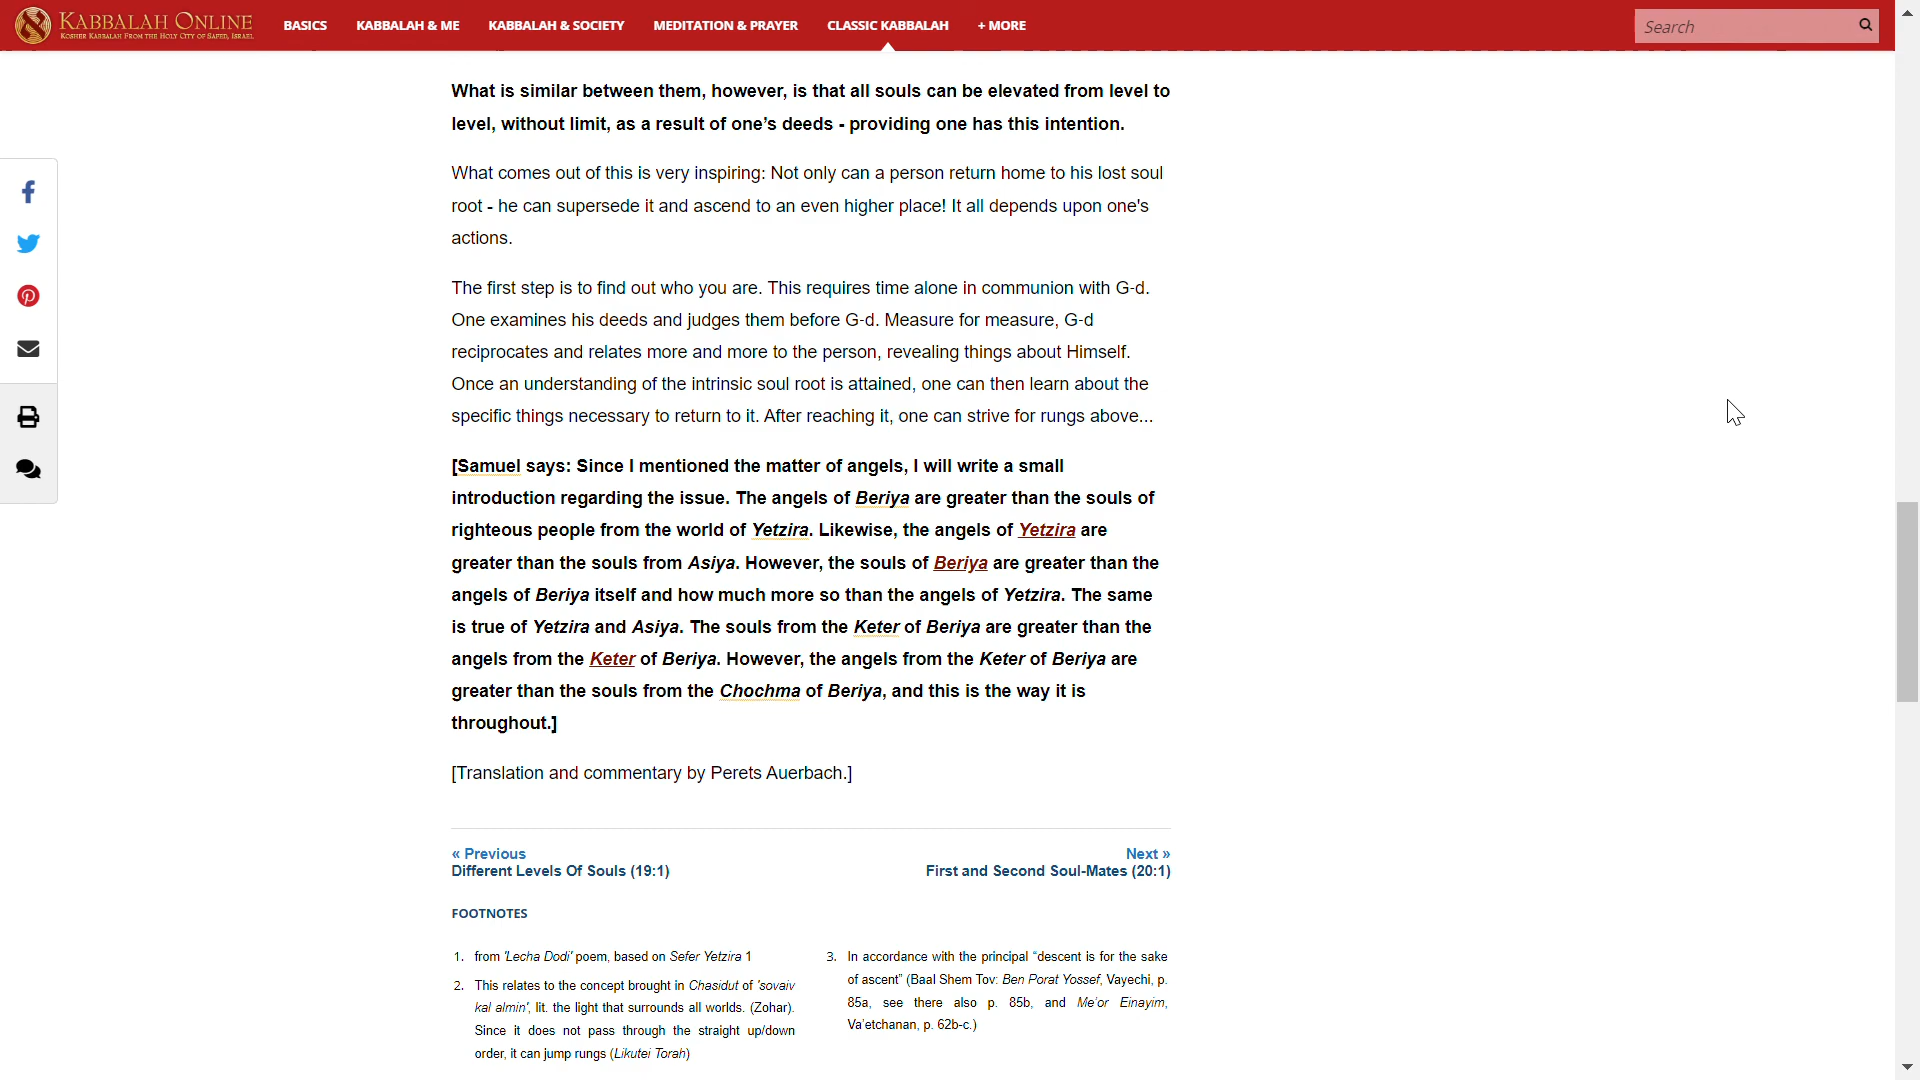 KABBALAH ONLINE
KOSHER KABBALAH FROM THE HOLY CITY OF SAFED, ISRAEL
BASICS
KABBALAH & ME
KABBALAH & SOCIETY
MEDITATION & PRAYER
CLASSIC KABBALAH
+ MORE
Search
What is similar between them, however, is that all souls can be elevated from level to
level, without limit, as a result of one’s deeds - providing one has this intention.
What comes out of this is very inspiring: Not only can a person return home to his lost soul
root - he can supersede it and ascend to an even higher place! It all depends upon one's
actions.
The first step is to find out who you are. This requires time alone in communion with G-d.
One examines his deeds and judges them before G-d. Measure for measure, G-d
reciprocates and relates more and more to the person, revealing things about Himself.
Once an understanding of the intrinsic soul root is attained, one can then learn about the
specific things necessary to return to it. After reaching it, one can strive for rungs above...
[Samuel says: Since I mentioned the matter of angels, I will write a small
introduction regarding the issue. The angels of Beriya are greater than the souls of
righteous people from the world of Yetzira. Likewise, the angels of Yetzira are
greater than the souls from Asiya. However, the souls of Beriya are greater than the
angels of Beriya itself and how much more so than the angels of Yetzira. The same
is true of Yetzira and Asiya. The souls from the Keter of Beriya are greater than the
angels from the Keter of Beriya. However, the angels from the Keter of Beriya are
greater than the souls from the Chochma of Beriya, and this is the way it is
throughout.]
[Translation and commentary by Perets Auerbach.]
« Previous
Different Levels Of Souls (19:1)
Next »
First and Second Soul-Mates (20:1)
FOOTNOTES
1. from 'Lecha Dodi' poem, based on Sefer Yetzira 1
2. This relates to the concept brought in Chasidut of 'sovaiv
kal almin', lit. the light that surrounds all worlds. (Zohar).
Since it does not pass through the straight up/down
order, it can jump rungs (Likutei Torah)
3. In accordance with the principal “descent is for the sake
of ascent” (Baal Shem Tov: Ben Porat Yossef, Vayechi, p.
85a, see there also p. 85b, and Me’or Einayim,
Va’etchanan, p. 62b-c.)